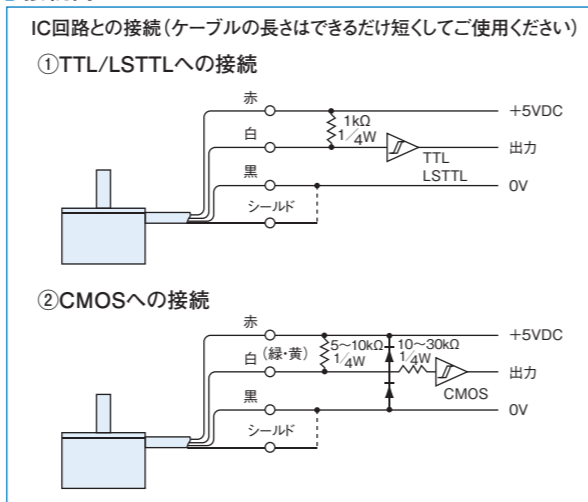 IC回路との接続(ケーブルの長さはできるだけ短くしてご使用ください)
①TTL/LSTTLへの接続
赤
+5VDC
1kΩ
1/4W
白
出力
TTL
LSTTL
黒
0V
シールド
②CMOSへの接続
赤
+5VDC
5〜10kΩ
1/4W
10〜30kΩ
1/4W
白(緑・黄)
出力
CMOS
黒
0V
シールド